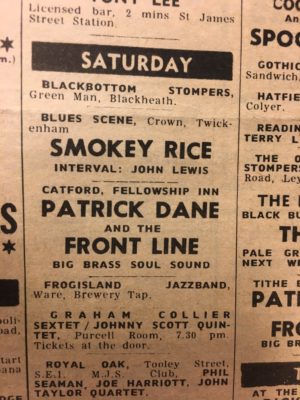 TONY LEE
Licensed bar, 2 mins St James
Street Station
SATURDAY
BLACKBOTTOM STOMPERS,
Green Man, Blackheath.
BLUES SCENE, Crown, Twick-
enham
SMOKEY RICE
INTERVAL: JOHN LEWIS
CATFORD, FELLOWSHIP INN
PATRICK DANE
AND THE
FRONT LINE
BIG BRASS SOUL SOUND
FROGISLAND JAZZBAND,
Ware, Brewery Tap.
GRAHAM COLLIER
SEXTET / JOHNNY SCOTT QUIN-
TET, Purcell Room, 7.30 pm.
Tickets at the door.
ROYAL OAK, Tooley Street,
S.E.1. M.J.S. Club. PHIL
SEAMAN, JOE HARRIOTT, JOHN
TAYLOR QUARTET.
m.)
S
AN
SPOO
GOTHIC
Sandwich
HATFIE
Colyer.
READIN
TERRY L
THE
STOMPERS
Road, Ley
THE
BLACK BU
TH
PALE GR
NEXT W
TITHE
PATI
FRO
BIG BR
AT THE